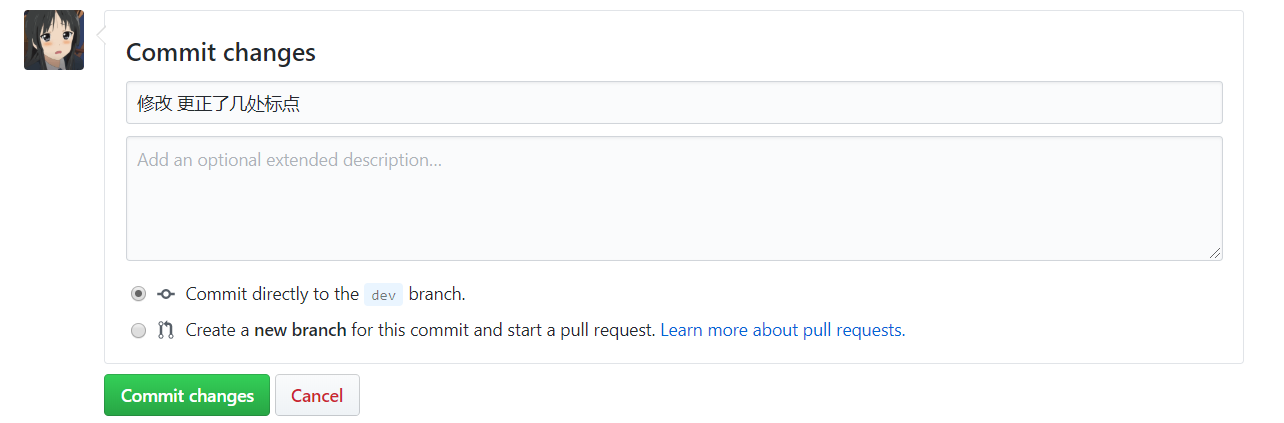 Commit changes
修改 更正了几处标点
Add an optional extended description...
Commit directly to the dev branch.
Create a new branch for this commit and start a pull request. Learn more about pull requests.
Commit changes Cancel